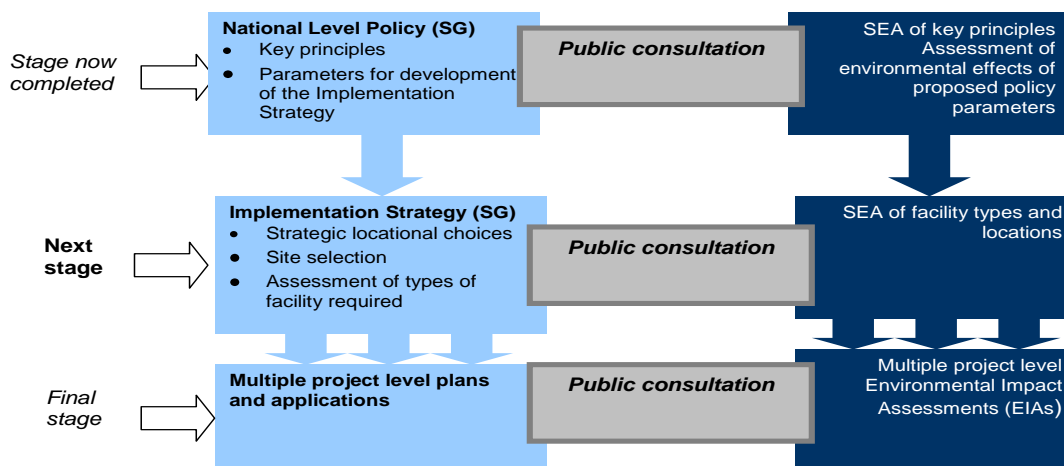 Stage now
completed
National Level Policy (SG)
● Key principles
● Parameters for development
of the Implementation
Strategy
Public consultation
SEA of key principles
Assessment of
environmental effects of
proposed policy
parameters
Next
stage
Implementation Strategy (SG)
● Strategic locational choices
● Site selection
● Assessment of types of
facility required
Public consultation
SEA of facility types and
locations
Final
stage
Multiple project level plans
and applications
Public consultation
Multiple project level
Environmental Impact
Assessments (EIAs)